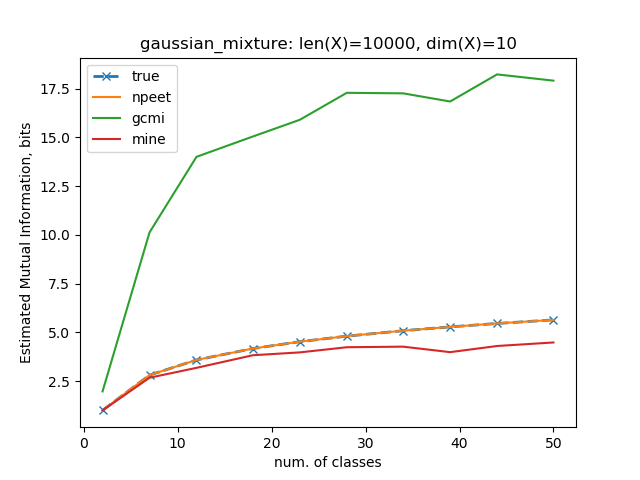 gaussian_mixture: len(X)=10000, dim(X)=10
true
npeet
gcmi
mine
Estimated Mutual Information, bits
17.5
15.0
12.5
10.0
7.5
5.0
2.5
0 10 20 30 40 50
num. of classes